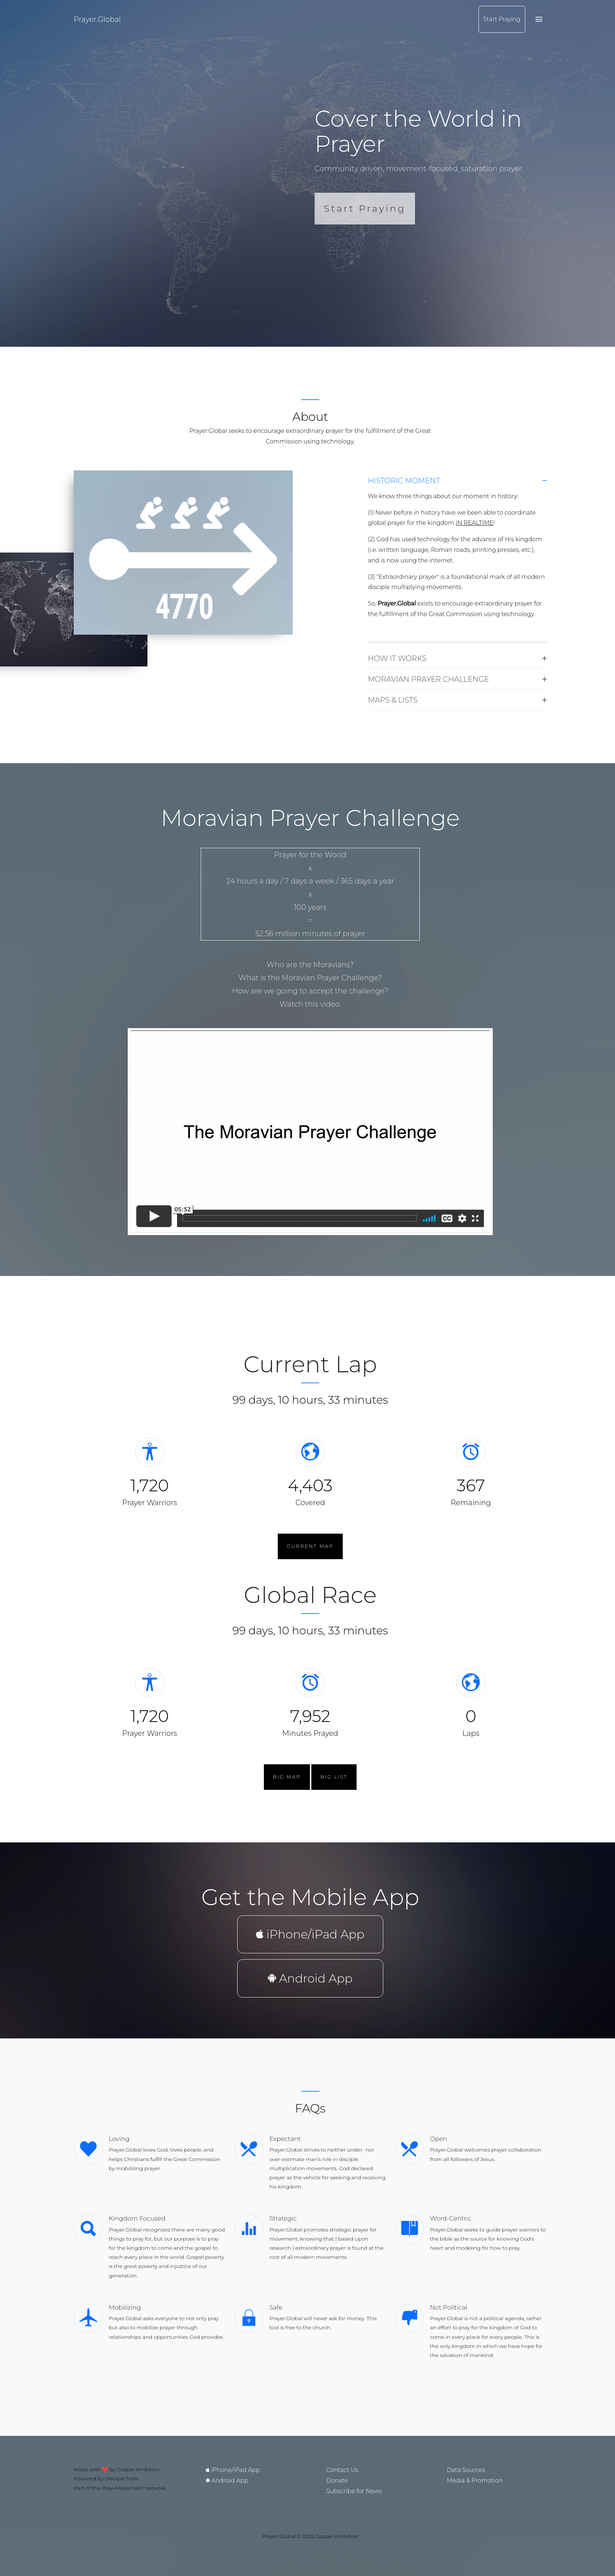 Prayer.Global
Start Praying
Cover the World in
Prayer
Community driven, movement-focused, saturation prayer.
Start Praying
About
Prayer.Global seeks to encourage extraordinary prayer for the fulfillment of the Great
Commission using technology.
4770
HISTORIC MOMENT
We know three things about our moment in history:
(1) Never before in history have we been able to coordinate
global prayer for the kingdom IN REALTIME!
(2) God has used technology for the advance of His kingdom
(i.e. written language, Roman roads, printing presses, etc.),
and is now using the internet.
(3) "Extraordinary prayer" is a foundational mark of all modern
disciple multiplying movements.
So, Prayer.Global exists to encourage extraordinary prayer for
the fulfillment of the Great Commission using technology.
HOW IT WORKS
MORAVIAN PRAYER CHALLENGE
MAPS & LISTS
Moravian Prayer Challenge
Prayer for the World
x
24 hours a day / 7 days a week / 365 days a year
x
100 years
=
52.56 million minutes of prayer
Who are the Moravians?
What is the Moravian Prayer Challenge?
How are we going to accept the challenge?
Watch this video.
The Moravian Prayer Challenge
05:52
CC
Current Lap
99 days, 10 hours, 33 minutes
1,720
Prayer Warriors
4,403
Covered
367
Remaining
CURRENT MAP
Global Race
99 days, 10 hours, 33 minutes
1,720
Prayer Warriors
7,952
Minutes Prayed
0
Laps
BIG MAP
BIG LIST
Get the Mobile App
iPhone/iPad App
Android App
FAQs
Loving
Prayer.Global loves God, loves people, and
helps Christians fulfill the Great Commission
by mobilizing prayer.
Expectant
Prayer.Global strives to neither under- nor
over-estimate man's role in disciple
multiplication movements. God declared
prayer as the vehicle for seeking and receiving
his kingdom.
Open
Prayer.Global welcomes prayer collaboration
from all followers of Jesus.
Kingdom Focused
Prayer.Global recognizes there are many good
things to pray for, but our purpose is to pray
for the kingdom to come and the gospel to
reach every place in the world. Gospel poverty
is the great poverty and injustice of our
generation.
Strategic
Prayer.Global promotes strategic prayer for
movement, knowing that ( based upon
research ) extraordinary prayer is found at the
root of all modern movements.
Word-Centric
Prayer.Global seeks to guide prayer warriors to
the bible as the source for knowing God's
heart and modeling for how to pray.
Mobilizing
Prayer.Global asks everyone to not only pray
but also to mobilize prayer through
relationships and opportunities God provides.
Safe
Prayer.Global will never ask for money. This
tool is free to the church.
Not Political
Prayer.Global is not a political agenda, rather
an effort to pray for the kingdom of God to
come in every place for every people. This is
the only kingdom in which we have hope for
the salvation of mankind.
Made with ❤️ by Gospel Ambition
Powered by Disciple.Tools
Part of the Pray4Movement network
iPhone/iPad App
Android App
Contact Us
Donate
Subscribe for News
Data Sources
Media & Promotion
Prayer.Global © 2022 Gospel Ambition